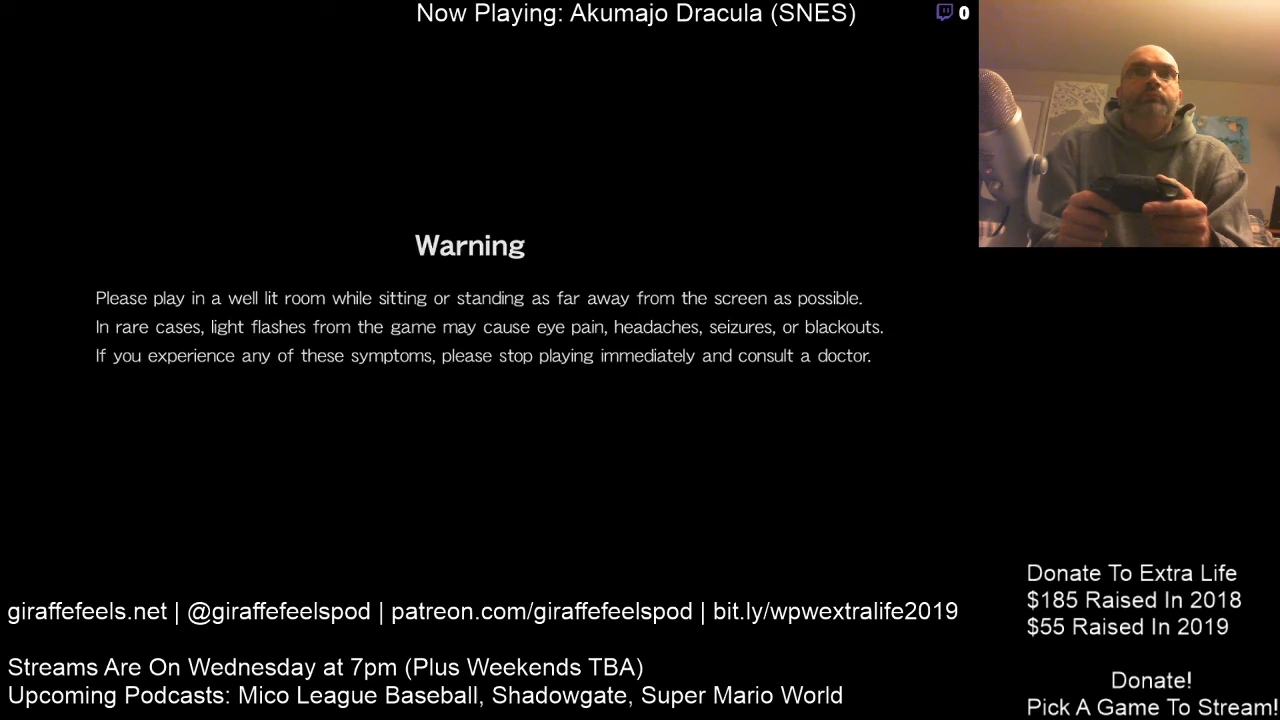 Now Playing: Akumajo Dracula (SNES)
0
Warning
Please play in a well lit room while sitting or standing as far away from the screen as possible.
In rare cases, light flashes from the game may cause eye pain, headaches, seizures, or blackouts.
If you experience any of these symptoms, please stop playing immediately and consult a doctor.
Donate To Extra Life
$185 Raised In 2018
$55 Raised In 2019
giraffefeels.net | @giraffefeelspod | patreon.com/giraffefeelspod | bit.ly/wpwextralife2019
Streams Are On Wednesday at 7pm (Plus Weekends TBA)
Upcoming Podcasts: Mico League Baseball, Shadowgate, Super Mario World
Donate!
Pick A Game To Stream!